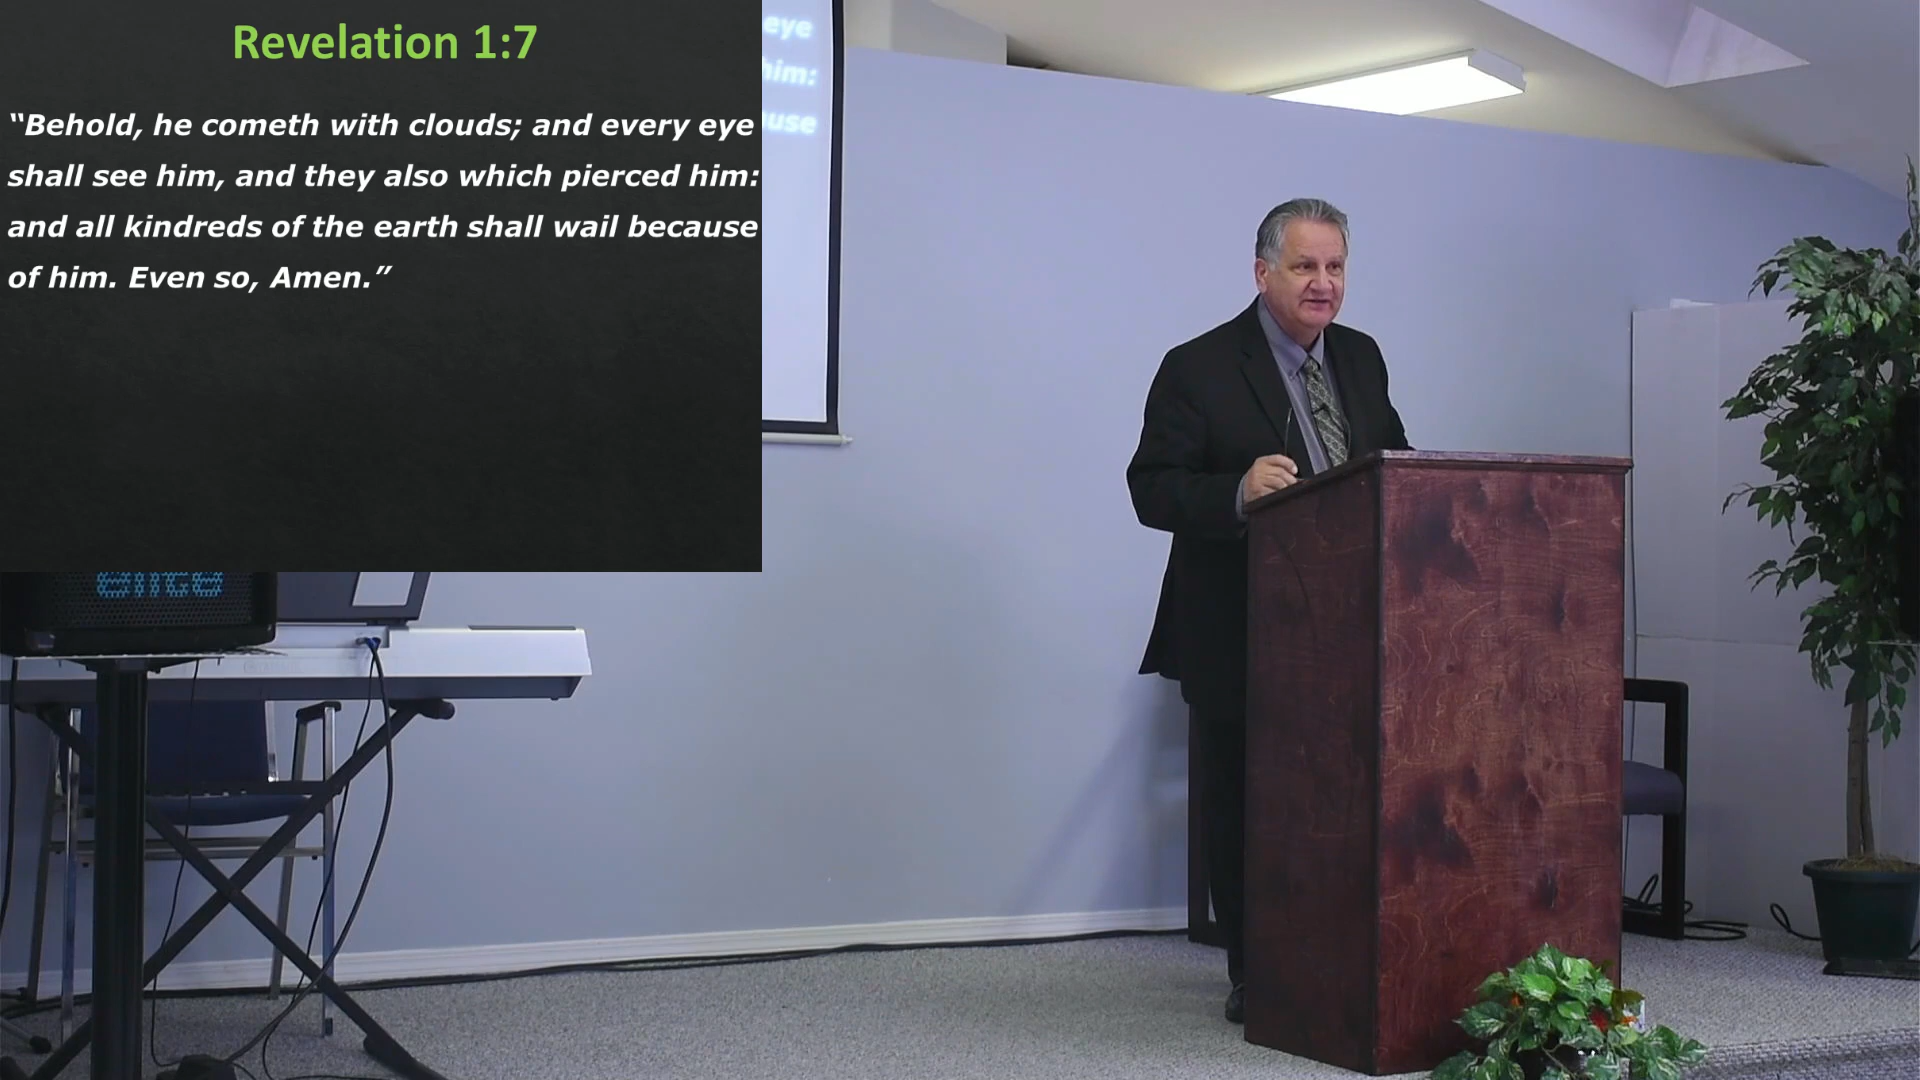 Revelation 1:7
“Behold, he cometh with clouds; and every eye
shall see him, and they also which pierced him:
and all kindreds of the earth shall wail because
of him. Even so, Amen.”
eye
him: